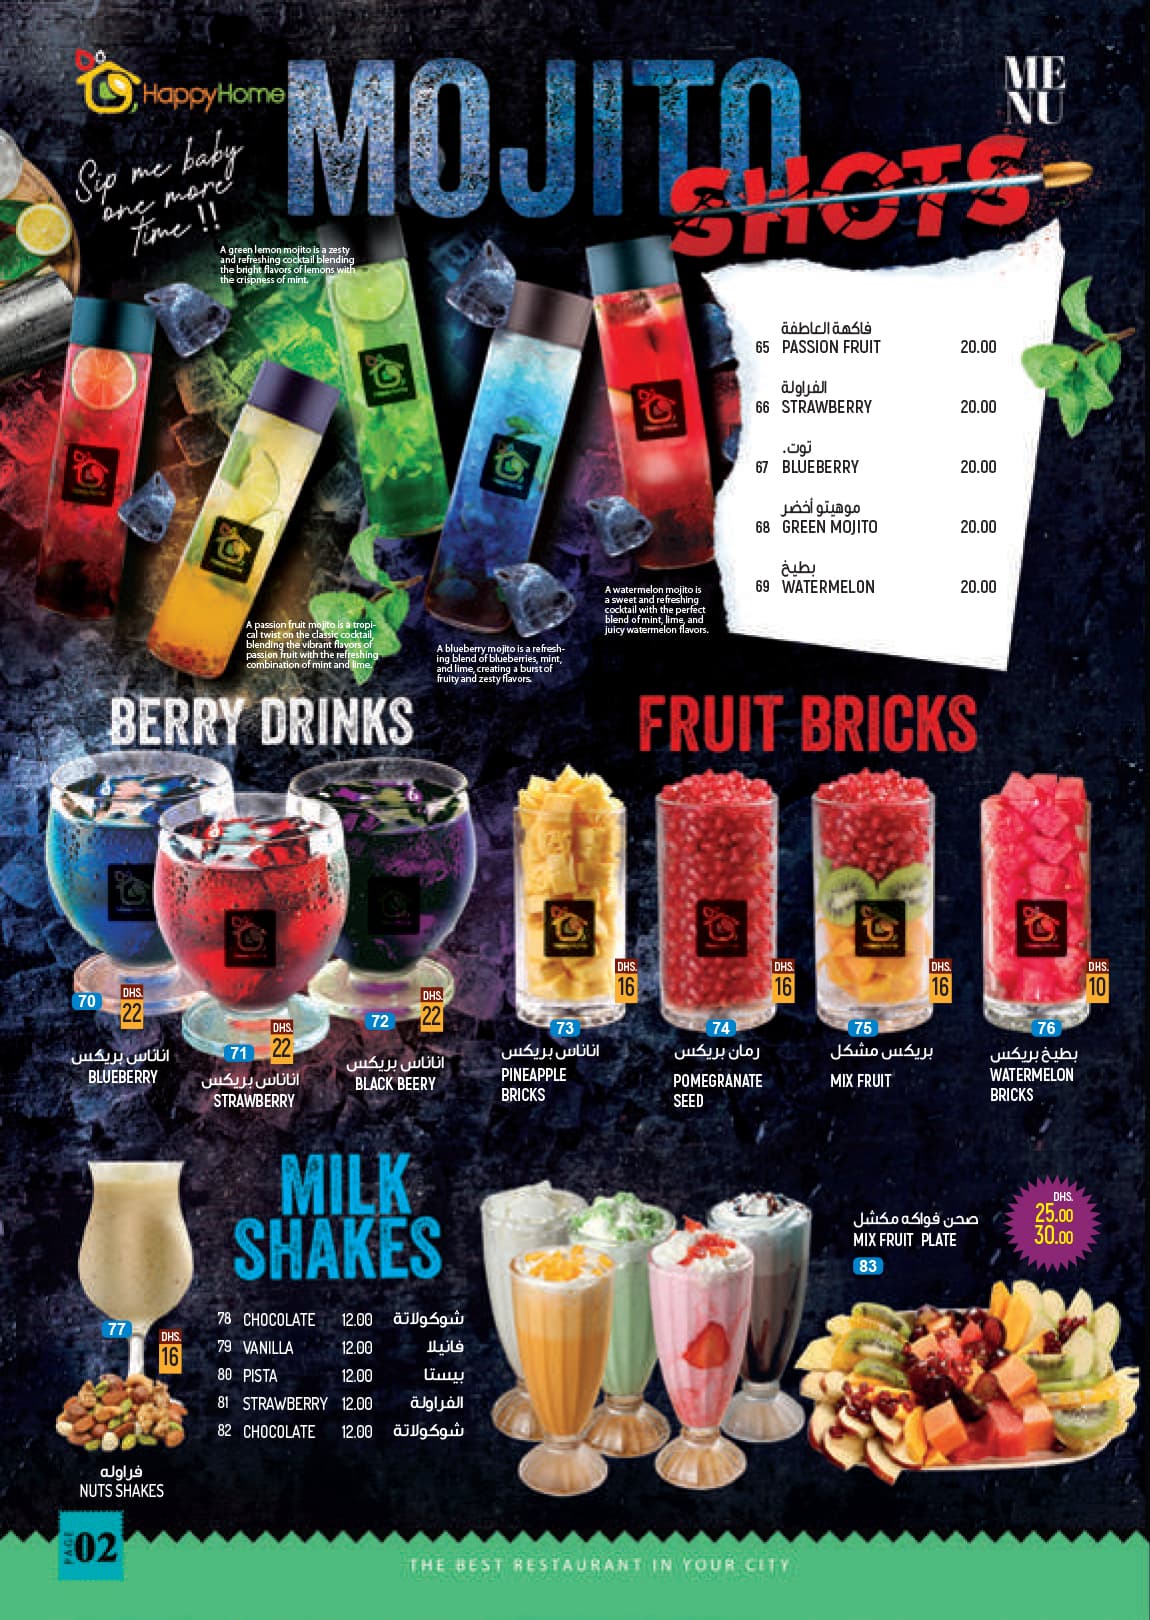 HappyHome
MOJITO
SHOTS
ME
NU
Sip me baby
one more
time !!
A green lemon mojito is a zesty
and refreshing cocktail blending
the bright flavors of lemons with
the crispness of mint.
A passion fruit mojito is a tropi-
cal twist on the classic cocktail,
blending the vibrant flavors of
passion fruit with the refreshing
combination of mint and lime.
A blueberry mojito is a refresh-
ing blend of blueberries, mint,
and lime, creating a burst of
fruity and zesty flavors.
A watermelon mojito is
a sweet and refreshing
cocktail with the perfect
blend of mint, lime, and
juicy watermelon flavors.
فاكهة العاطفة
65 PASSION FRUIT 20.00
الفراولة
66 STRAWBERRY 20.00
توت.
67 BLUEBERRY 20.00
موهيتو أخضر
68 GREEN MOJITO 20.00
بطيخ
69 WATERMELON 20.00
BERRY DRINKS
70
DHS.
22
اناناس بريكس
BLUEBERRY
71
DHS.
22
اناناس بريكس
STRAWBERRY
72
DHS.
22
اناناس بريكس
BLACK BEERY
FRUIT BRICKS
DHS.
16
73
اناناس بريكس
PINEAPPLE
BRICKS
DHS.
16
74
رمان بريكس
POMEGRANATE
SEED
DHS.
16
75
بريكس مشكل
MIX FRUIT
DHS.
10
76
بطيخ بريكس
WATERMELON
BRICKS
77
DHS.
16
فراوله
NUTS SHAKES
MILK
SHAKES
78 CHOCOLATE 12.00 شوكولاتة
79 VANILLA 12.00 فانيلا
80 PISTA 12.00 بيستا
81 STRAWBERRY 12.00 الفراولة
82 CHOCOLATE 12.00 شوكولاتة
صحن فواكه مكشل
MIX FRUIT PLATE
83
DHS.
25.00
30.00
PAGE 02
THE BEST RESTAURANT IN YOUR CITY